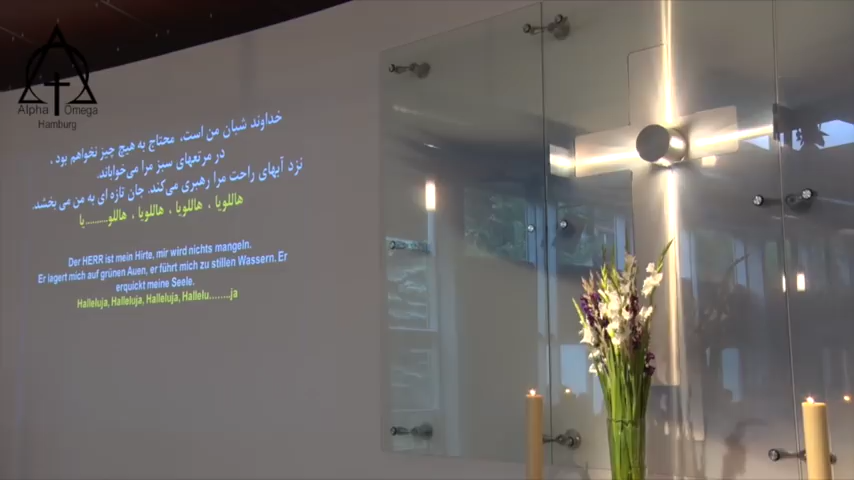 Alpha Omega
Hamburg
خداوند شبان من است، محتاج به هیچ چیز نخواهم بود .
در مرتعهای سبز مرا می‌خواباند.
نزد آبهای راحت مرا رهبری می‌کند. جان تازه ای به من می بخشد.
هاللویا ، هاللویا ، هاللویا ، هاللو.........یا
Der HERR ist mein Hirte, mir wird nichts mangeln.
Er lagert mich auf grünen Auen, er führt mich zu stillen Wassern. Er
erquickt meine Seele.
Halleluja, Halleluja, Halleluja, Hallelu........ja